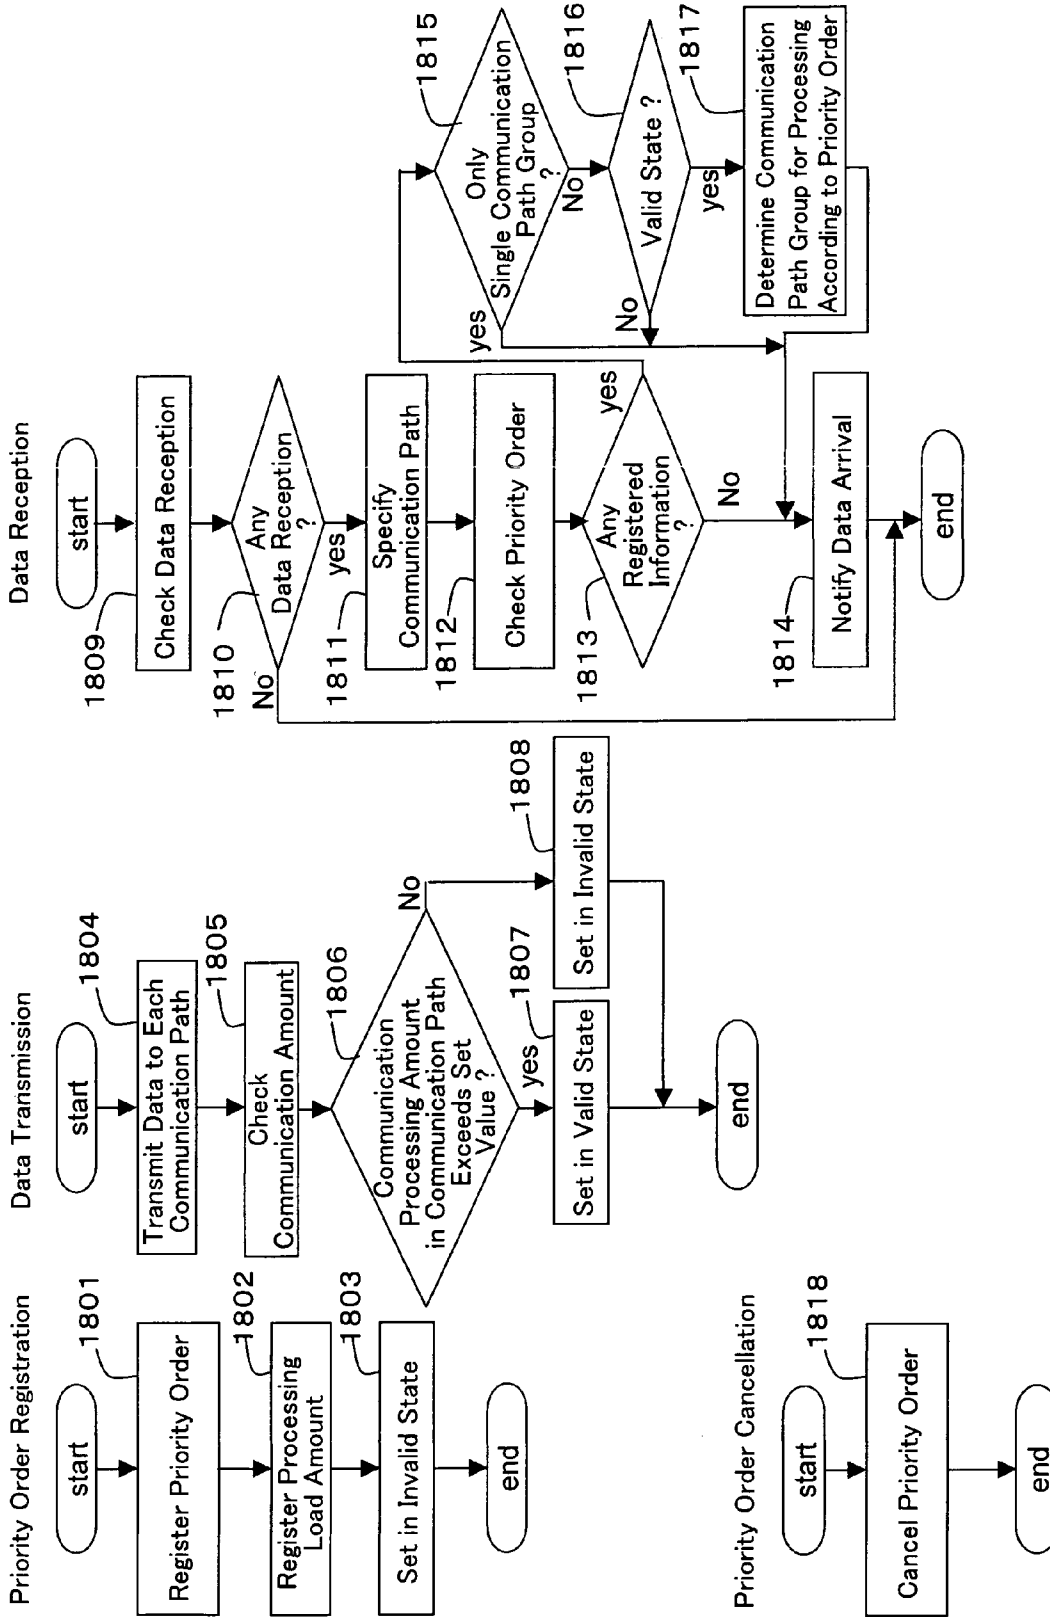 Priority Order Registration
start
1801
Register Priority Order
1802
Register Processing
Load Amount
1803
Set in Invalid State
end
Priority Order Cancellation
start
1818
Cancel Priority Order
end
Data Transmission
start
1804
Transmit Data to Each
Communication Path
1805
Check
Communication Amount
1806
Communication
Processing Amount
in Communication Path
Exceeds Set
Value ?
No
yes
1807
Set in Valid State
1808
Set in Invalid State
end
Data Reception
start
1809
Check Data Reception
1810
Any
Data Reception
?
No
yes
1811
Specify
Communication Path
1812
Check Priority Order
1813
Any
Registered
Information
?
yes
No
1814
Notify Data Arrival
end
1815
Only
Single Communication
Path Group
?
yes
No
1816
Valid State ?
No
yes
1817
Determine Communication
Path Group for Processing
According to Priority Order